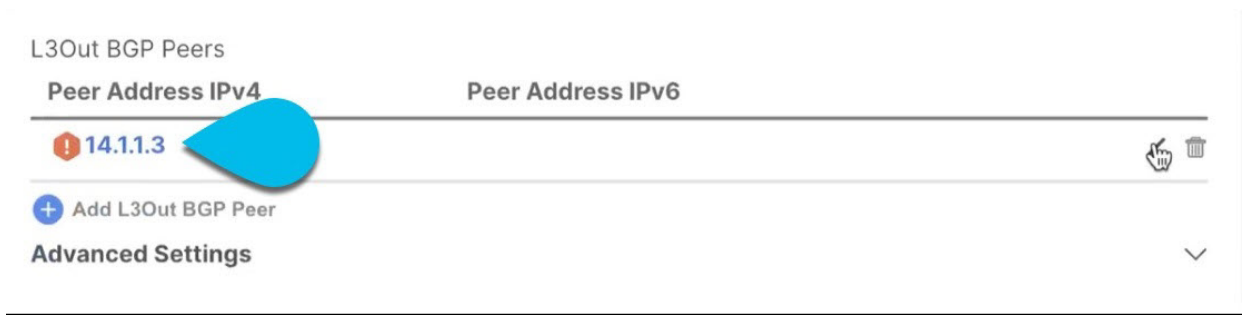 L3Out BGP Peers
Peer Address IPv4 Peer Address IPv6
14.1.1.3
Add L3Out BGP Peer
Advanced Settings